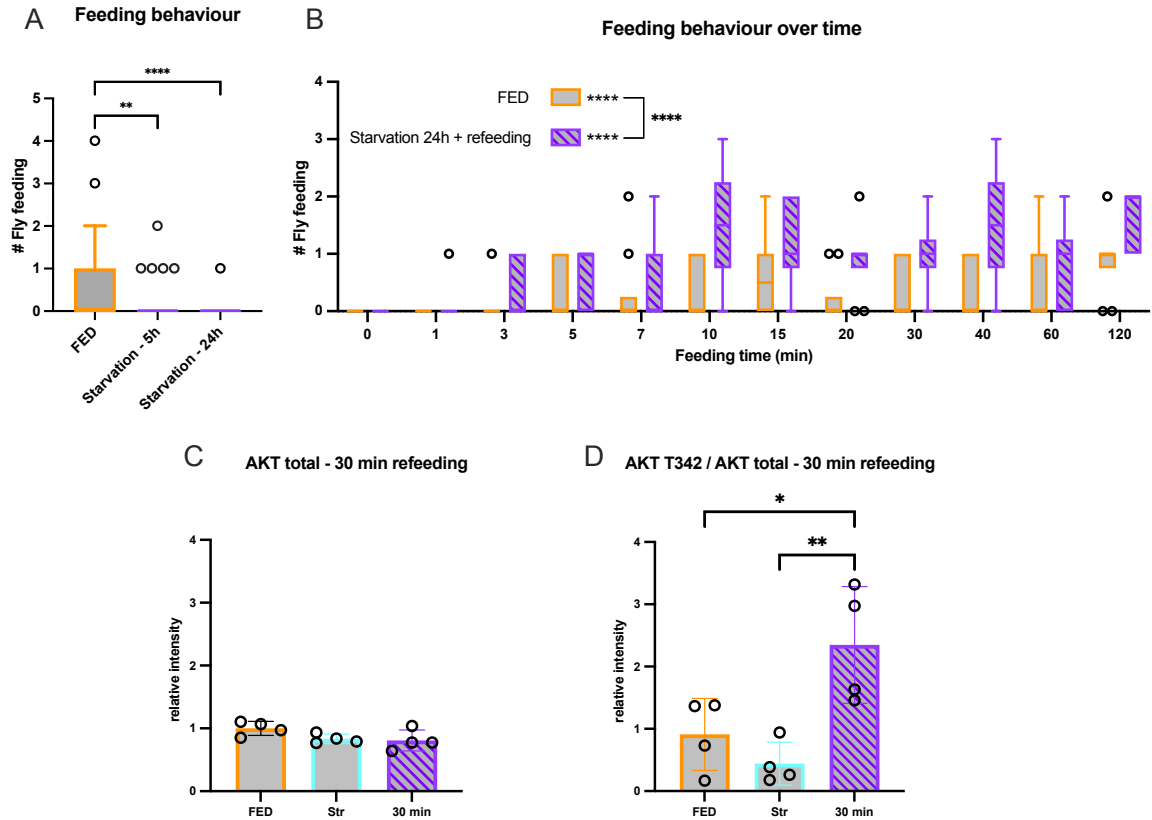 A
Feeding behaviour
****
**
5
4
3
2
1
0
# Fly feeding
FED
Starvation - 5h
Starvation - 24h
B
Feeding behaviour over time
FED ****
****
Starvation 24h + refeeding ****
4
3
2
1
0
# Fly feeding
0 1 3 5 7 10 15 20 30 40 60 120
Feeding time (min)
C
AKT total - 30 min refeeding
4
3
2
1
0
relative intensity
FED Str 30 min
D
AKT T342 / AKT total - 30 min refeeding
*
**
4
3
2
1
0
relative intensity
FED Str 30 min